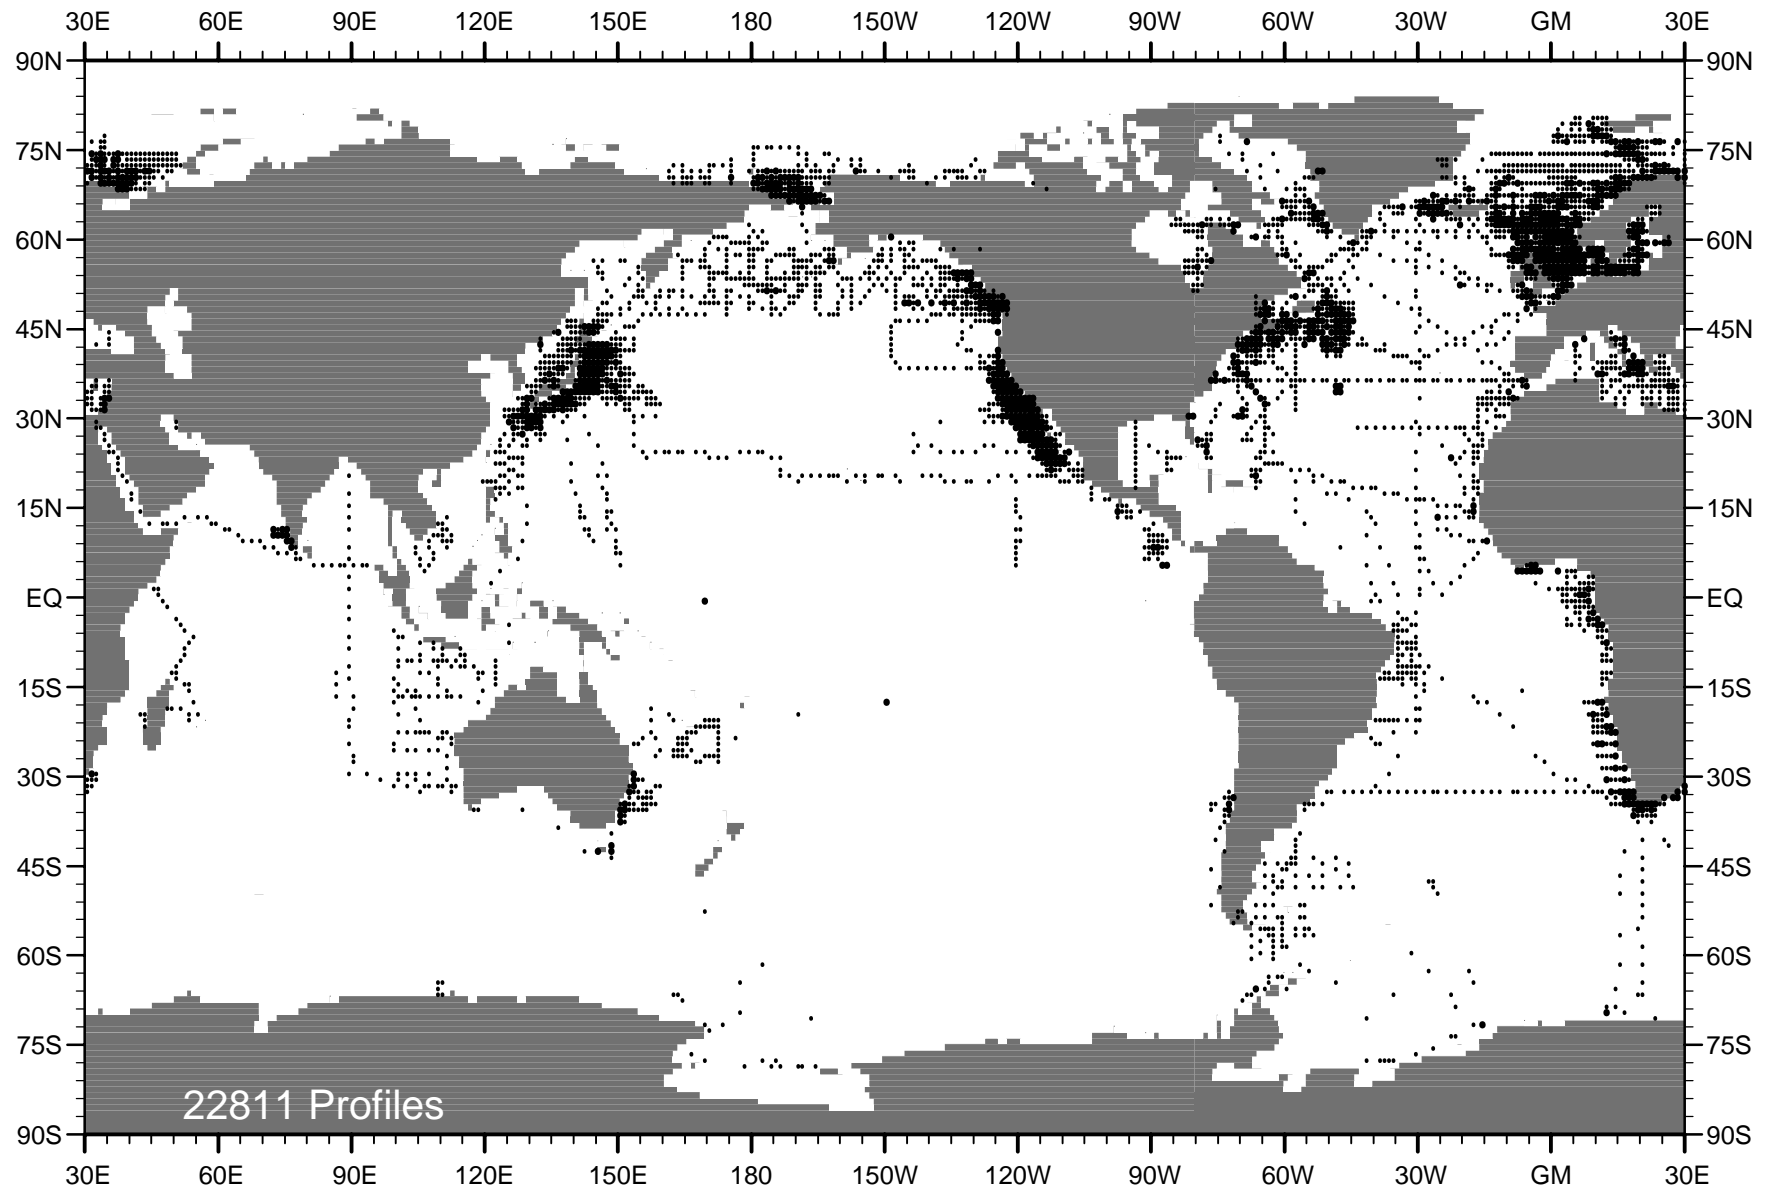 30E 60E 90E 120E 150E 180 150W 120W 90W 60W 30W GM 30E
90N 90N
75N 75N
60N 60N
45N 45N
30N 30N
15N 15N
EQ EQ
15S 15S
30S 30S
45S 45S
60S 60S
75S 75S
22811 Profiles
90S 90S
30E 60E 90E 120E 150E 180 150W 120W 90W 60W 30W GM 30E